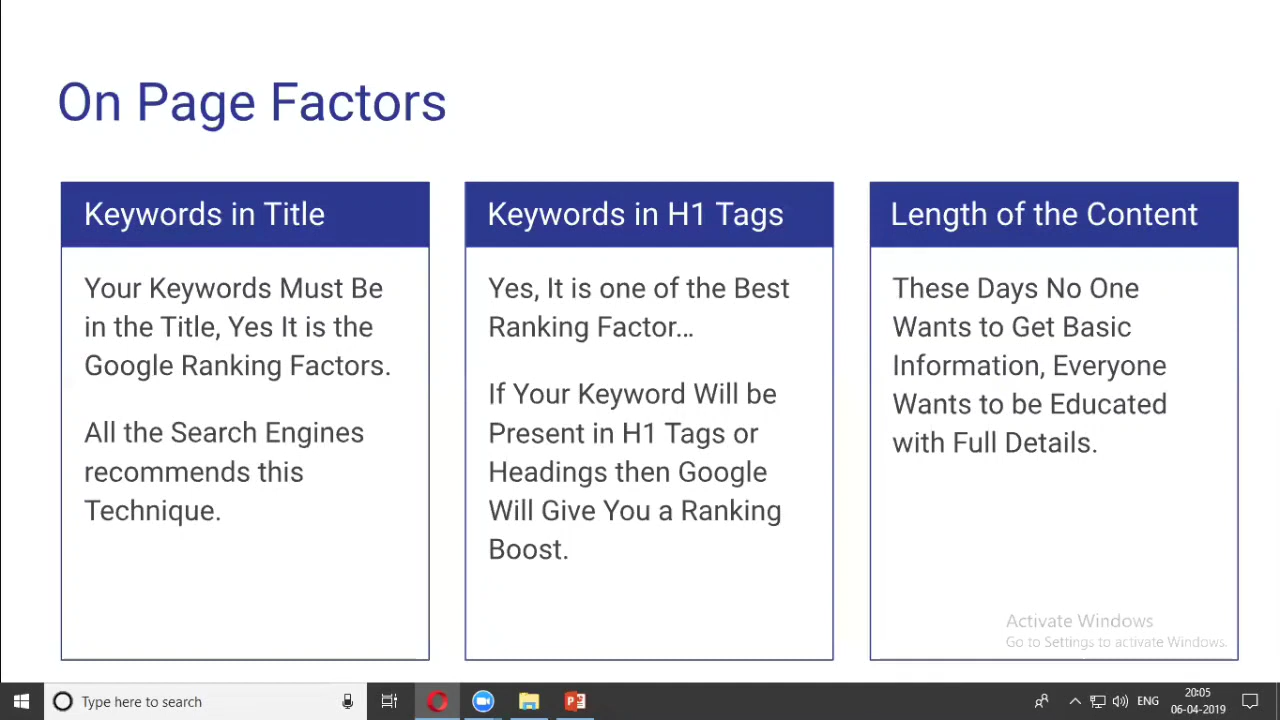 On Page Factors
Keywords in Title
Your Keywords Must Be
in the Title, Yes It is the
Google Ranking Factors.
All the Search Engines
recommends this
Technique.
Keywords in H1 Tags
Yes, It is one of the Best
Ranking Factor...
If Your Keyword Will be
Present in H1 Tags or
Headings then Google
Will Give You a Ranking
Boost.
Length of the Content
These Days No One
Wants to Get Basic
Information, Everyone
Wants to be Educated
with Full Details.
Activate Windows
Go to Settings to activate Windows.
Type here to search
ENG
20:05
06-04-2019